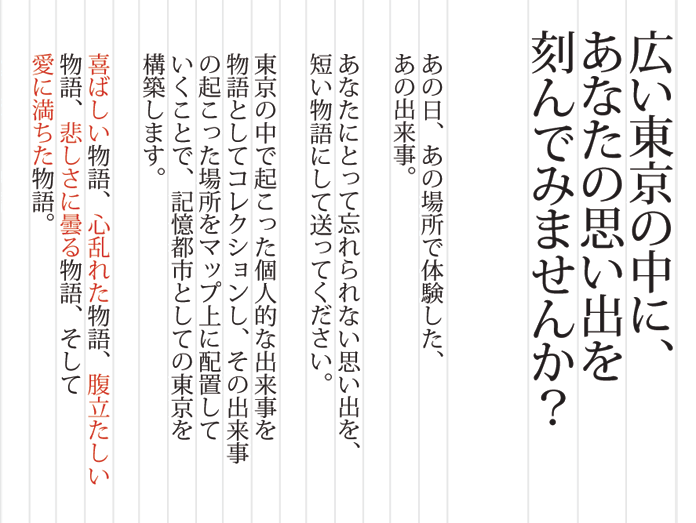 広い東京の中に、
あなたの思い出を
刻んでみませんか？
あの日、あの場所で体験した、
あの出来事。
あなたにとって忘れられない思い出を、
短い物語にして送ってください。
東京の中で起こった個人的な出来事を
物語としてコレクションし、その出来事
の起こった場所をマップ上に配置して
いくことで、記憶都市としての東京を
構築します。
喜ばしい物語、心乱れた物語、腹立たしい
物語、悲しさに曇る物語、そして
愛に満ちた物語。